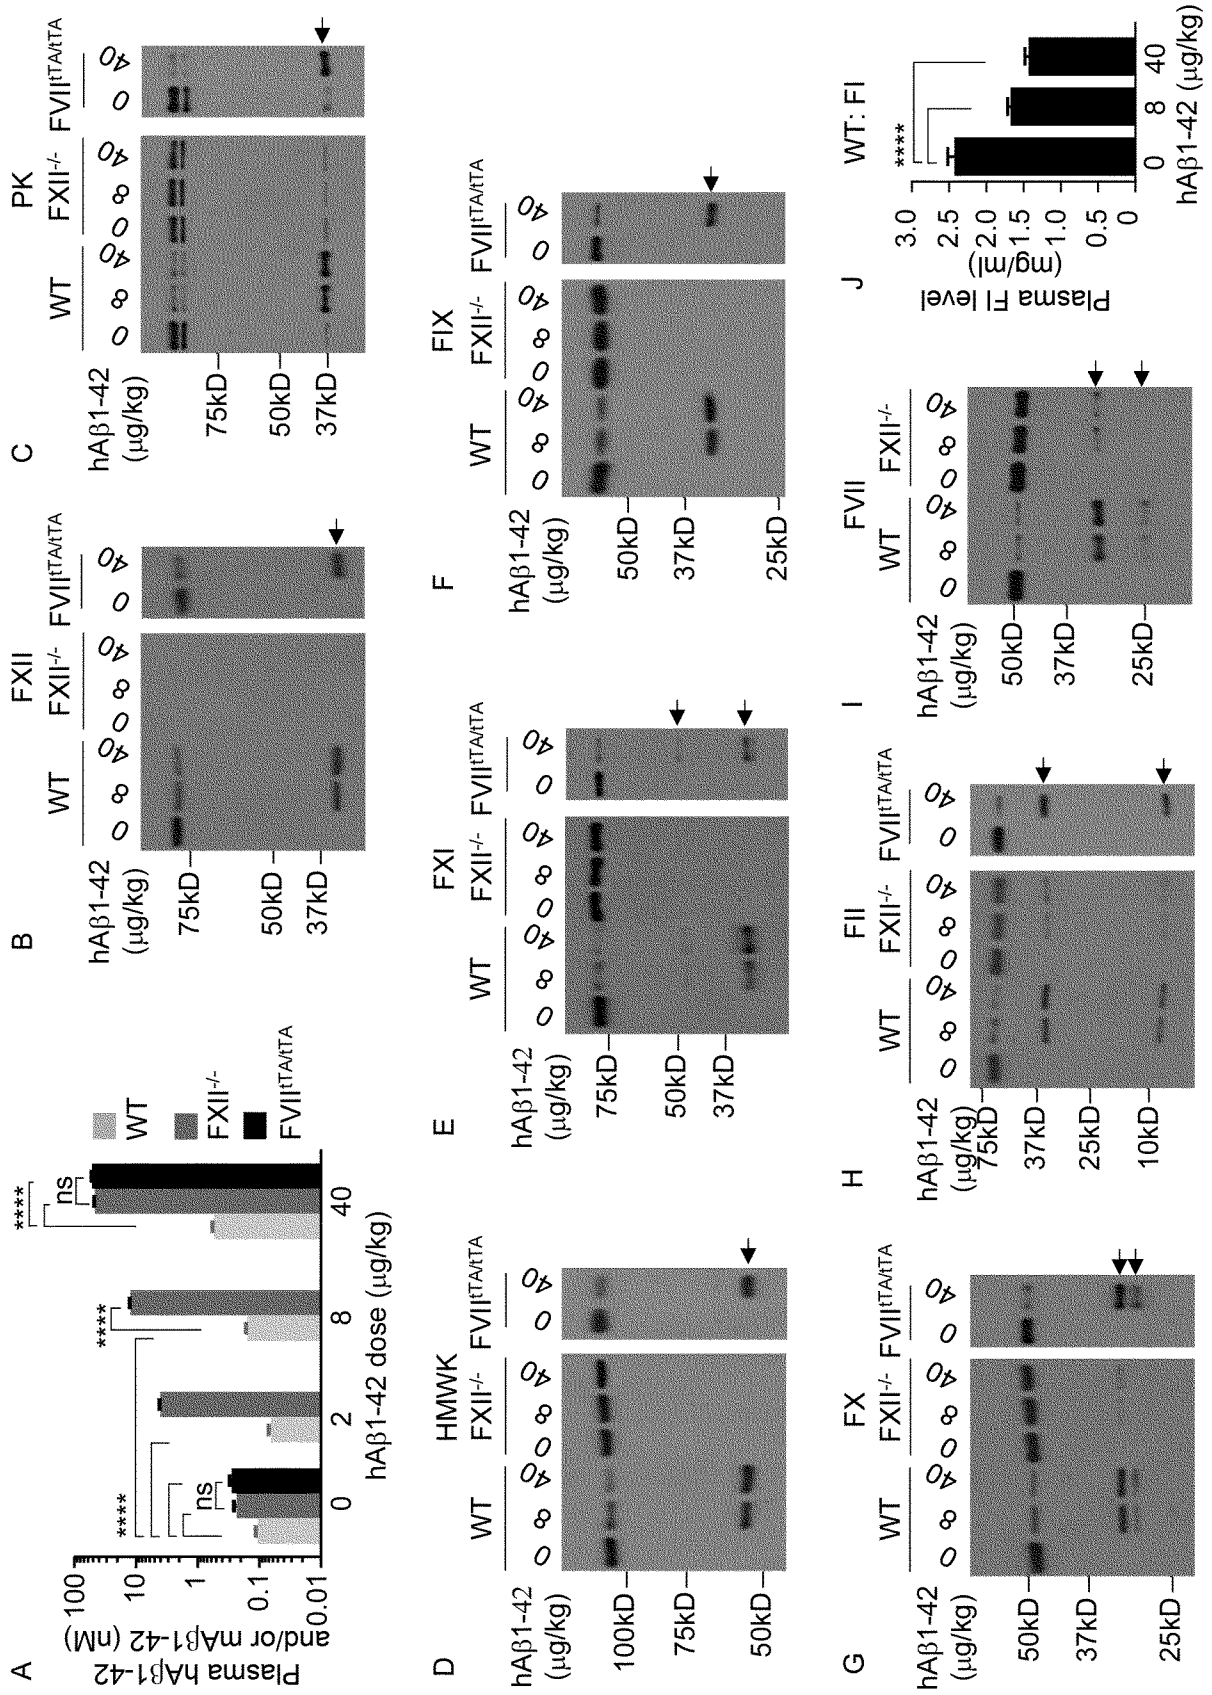 A
Plasma hAβ1-42
and/or mAβ1-42 (nM)
100
10
1
0.1
0.01
****
ns
****
****
ns
0 2 8 40
hAβ1-42 dose (μg/kg)
WT
FXII-/-
FVIItTA/tTA
B
FXII
WT FXII-/- FVIItTA/tTA
hAβ1-42
(μg/kg)
0 8 40 0 8 40 0 40
75kD
50kD
37kD
C
PK
WT FXII-/- FVIItTA/tTA
hAβ1-42
(μg/kg)
0 8 40 0 8 40 0 40
75kD
50kD
37kD
D
HMWK
WT FXII-/- FVIItTA/tTA
hAβ1-42
(μg/kg)
0 8 40 0 8 40 0 40
100kD
75kD
50kD
E
FXI
WT FXII-/- FVIItTA/tTA
hAβ1-42
(μg/kg)
0 8 40 0 8 40 0 40
75kD
50kD
37kD
F
FIX
WT FXII-/- FVIItTA/tTA
hAβ1-42
(μg/kg)
0 8 40 0 8 40 0 40
50kD
37kD
25kD
G
FX
WT FXII-/- FVIItTA/tTA
hAβ1-42
(μg/kg)
0 8 40 0 8 40 0 40
50kD
37kD
25kD
H
FII
WT FXII-/- FVIItTA/tTA
hAβ1-42
(μg/kg)
0 8 40 0 8 40 0 40
75kD
37kD
25kD
10kD
I
FVII
WT FXII-/-
hAβ1-42
(μg/kg)
0 8 40 0 8 40
50kD
37kD
25kD
J
WT: FI
Plasma FI level
(mg/ml)
3.0
2.5
2.0
1.5
1.0
0.5
0
****
0 8 40
hAβ1-42 (μg/kg)